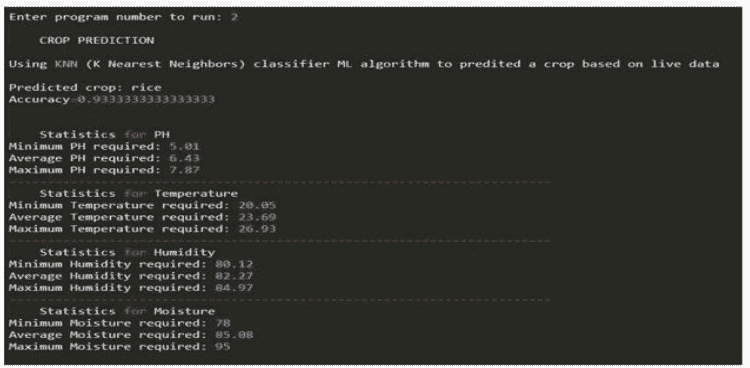 Enter program number to run: 2
CROP PREDICTION
Using KNN (K Nearest Neighbors) classifier ML algorithm to predited a crop based on live data
Predicted crop: rice
Accuracy=0.9333333333333333
Statistics for PH
Minimum PH required: 5.01
Average PH required: 6.43
Maximum PH required: 7.87
Statistics for Temperature
Minimum Temperature required: 20.05
Average Temperature required: 23.69
Maximum Temperature required: 26.93
Statistics for Humidity
Minimum Humidity required: 80.12
Average Humidity required: 82.27
Maximum Humidity required: 84.97
Statistics for Moisture
Minimum Moisture required: 78
Average Moisture required: 85.08
Maximum Moisture required: 95